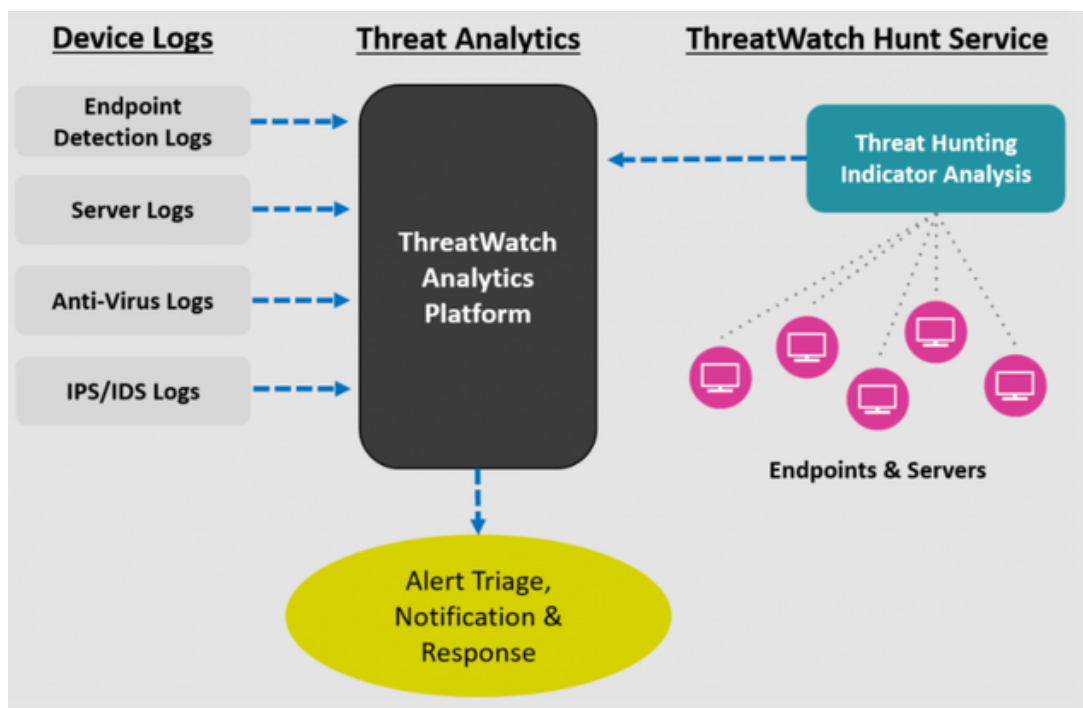 Device Logs
Threat Analytics
ThreatWatch Hunt Service
Endpoint
Detection Logs
Server Logs
Anti-Virus Logs
IPS/IDS Logs
ThreatWatch
Analytics
Platform
Threat Hunting
Indicator Analysis
Endpoints & Servers
Alert Triage,
Notification &
Response